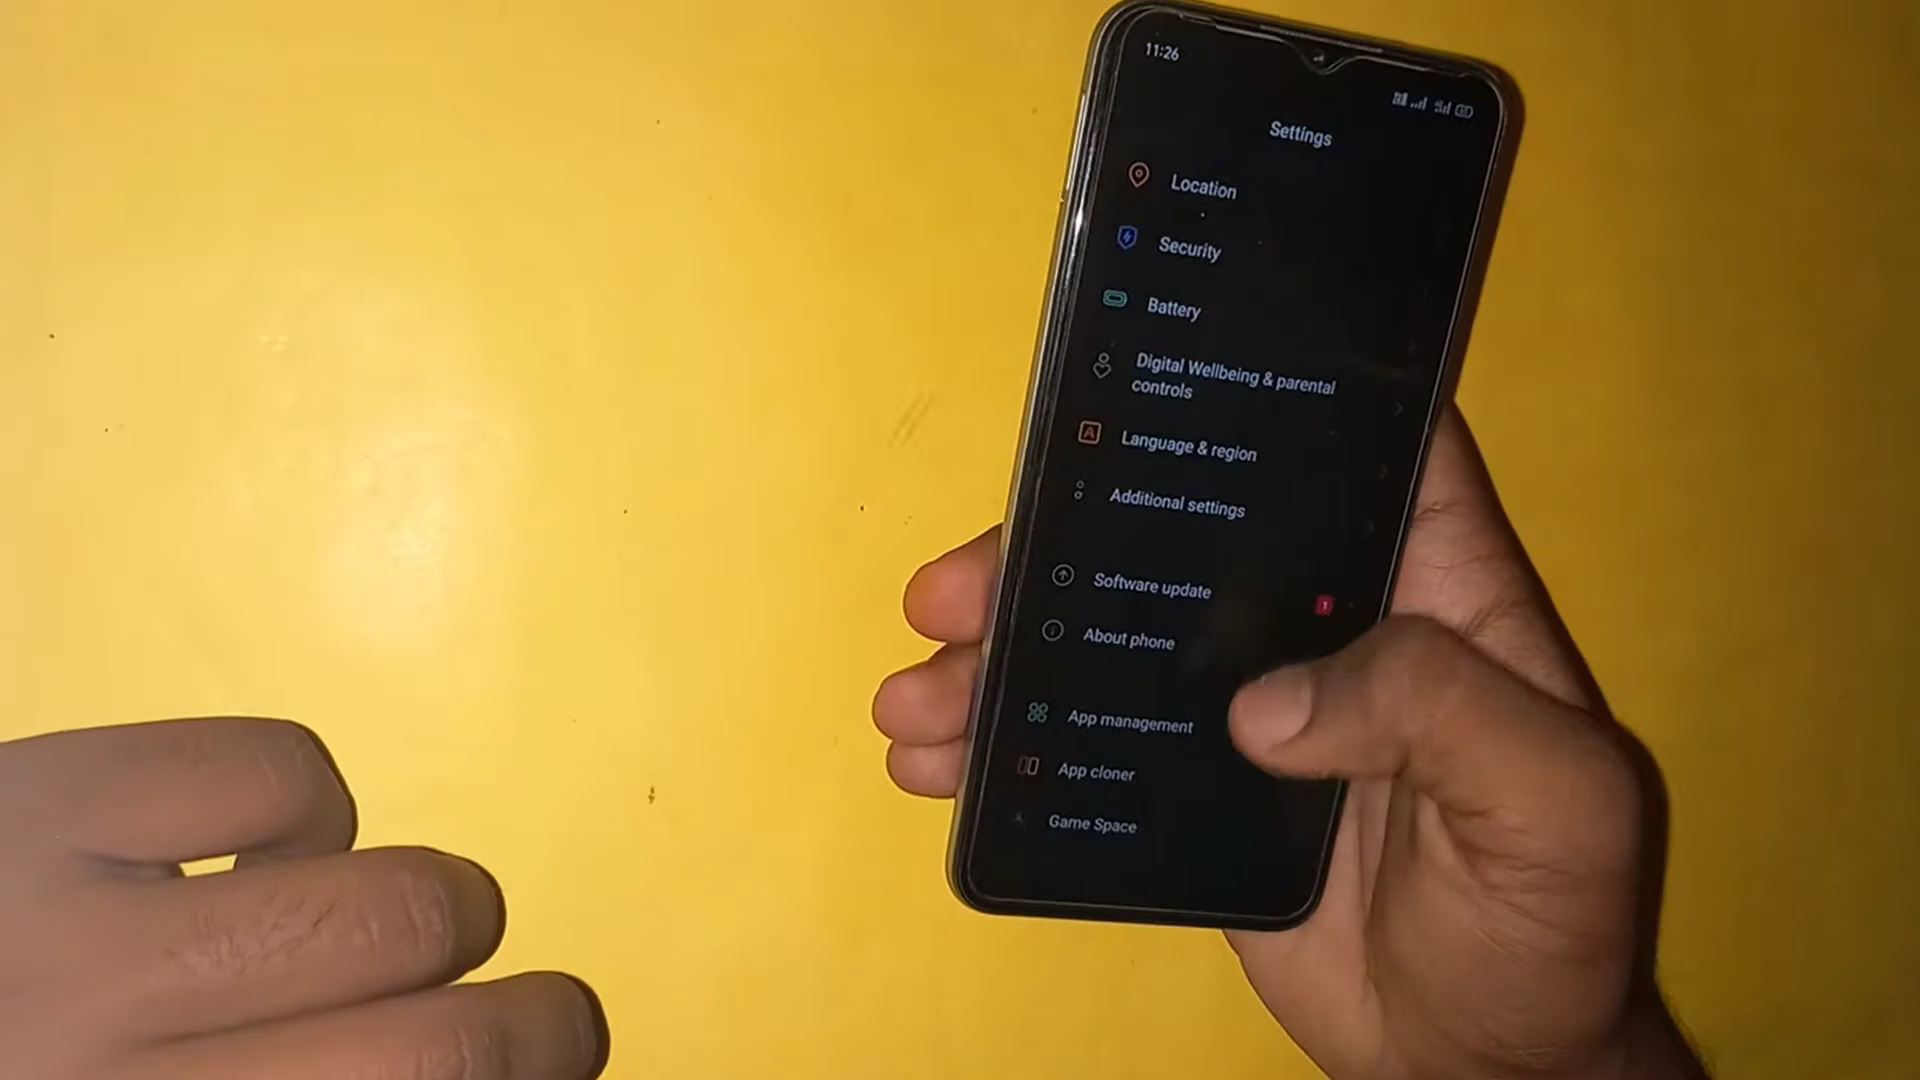 11:26
Settings
Location
Security
Battery
Digital Wellbeing & parental
controls
A
Language & region
Additional settings
Software update
1
About phone
App management
App cloner
Game Space